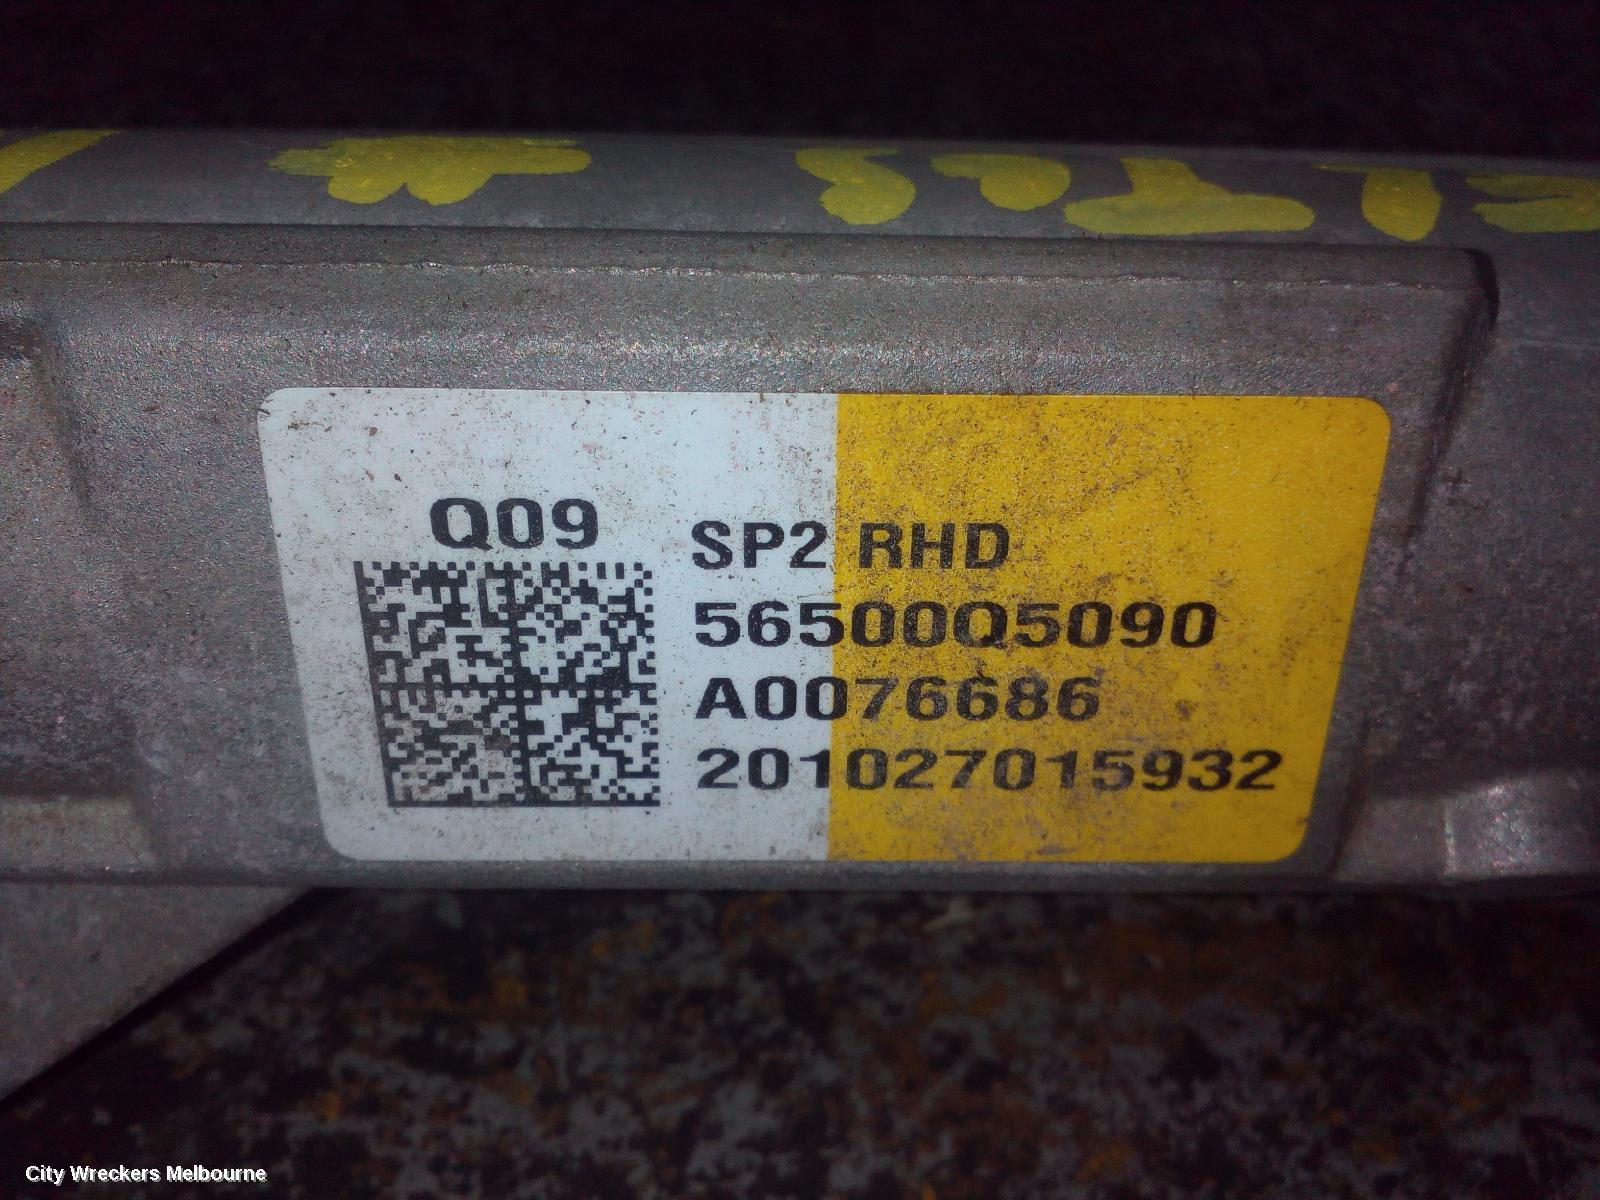 Q09
SP2 RHD
56500Q5090
A0076686
201027015932
City Wreckers Melbourne